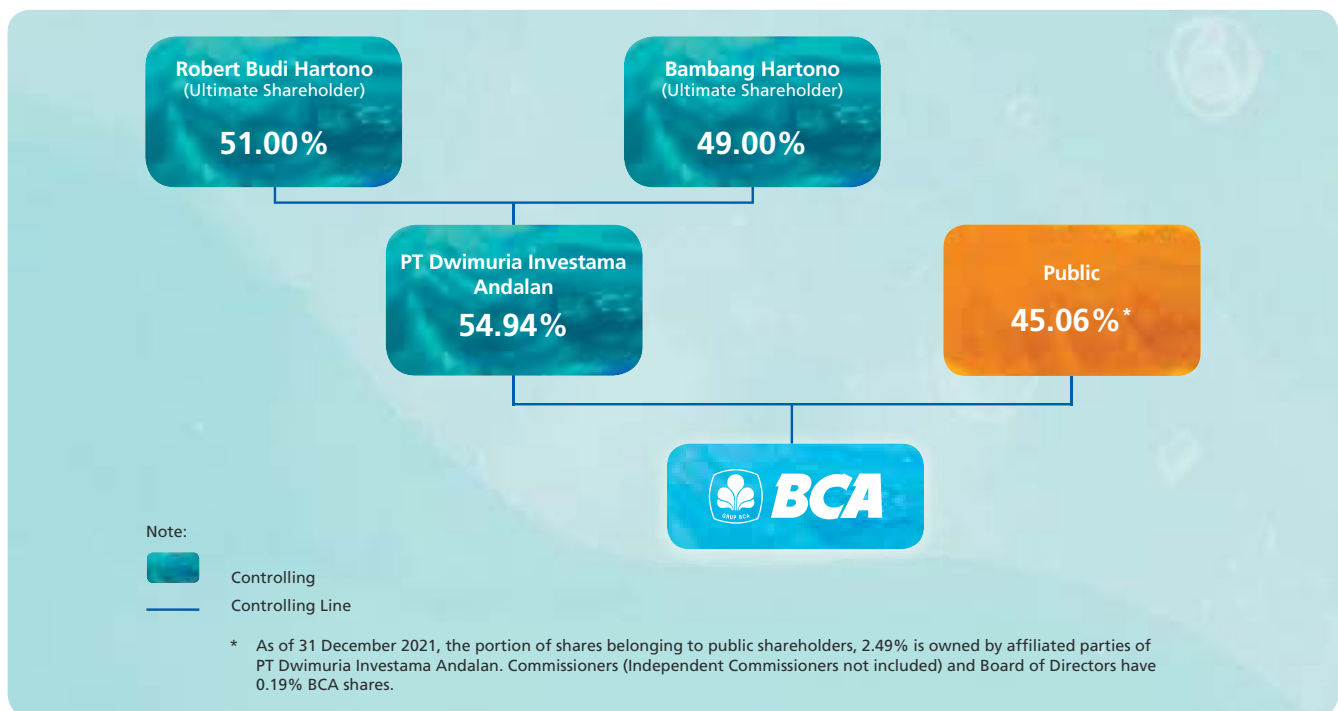 Robert Budi Hartono
(Ultimate Shareholder)
51.00%
Bambang Hartono
(Ultimate Shareholder)
49.00%
PT Dwimuria Investama
Andalan
54.94%
Public
45.06%*
GRUP BCA
BCA
Note:
Controlling
Controlling Line
* As of 31 December 2021, the portion of shares belonging to public shareholders, 2.49% is owned by affiliated parties of
PT Dwimuria Investama Andalan. Commissioners (Independent Commissioners not included) and Board of Directors have
0.19% BCA shares.